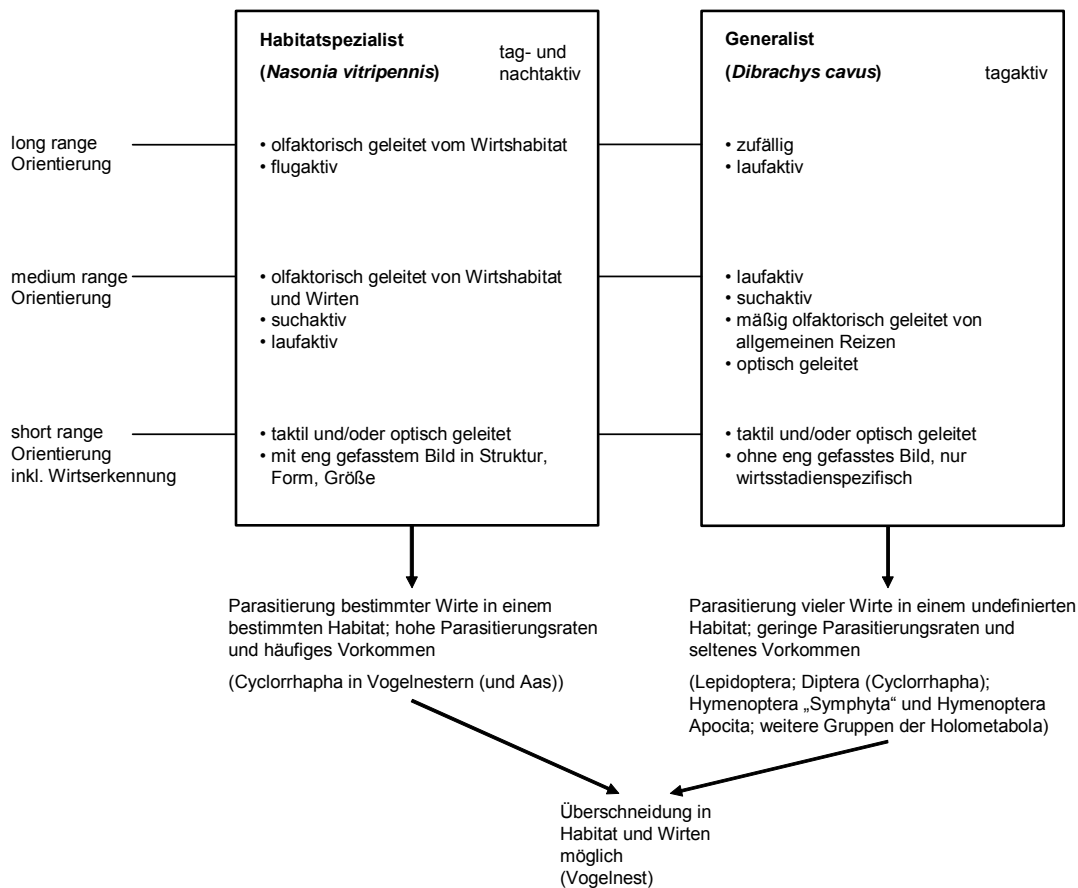 Habitatspezialist
(Nasonia vitripennis)
tag- und
nachtaktiv
Generalist
(Dibrachys cavus)
tagaktiv
long range
Orientierung
• olfaktorisch geleitet vom Wirtshabitat
• flugaktiv
• zufällig
• laufaktiv
medium range
Orientierung
• olfaktorisch geleitet von Wirtshabitat
und Wirten
• suchaktiv
• laufaktiv
• laufaktiv
• suchaktiv
• mäßig olfaktorisch geleitet von
allgemeinen Reizen
• optisch geleitet
short range
Orientierung
inkl. Wirtserkennung
• taktil und/oder optisch geleitet
• mit eng gefasstem Bild in Struktur,
Form, Größe
• taktil und/oder optisch geleitet
• ohne eng gefasstes Bild, nur
wirtsstadienspezifisch
Parasitierung bestimmter Wirte in einem
bestimmten Habitat; hohe Parasitierungsraten
und häufiges Vorkommen
(Cyclorrhapha in Vogelnestern (und Aas))
Parasitierung vieler Wirte in einem undefinierten
Habitat; geringe Parasitierungsraten und
seltenes Vorkommen
(Lepidoptera; Diptera (Cyclorrhapha);
Hymenoptera „Symphyta“ und Hymenoptera
Apocita; weitere Gruppen der Holometabola)
Überschneidung in
Habitat und Wirten
möglich
(Vogelnest)